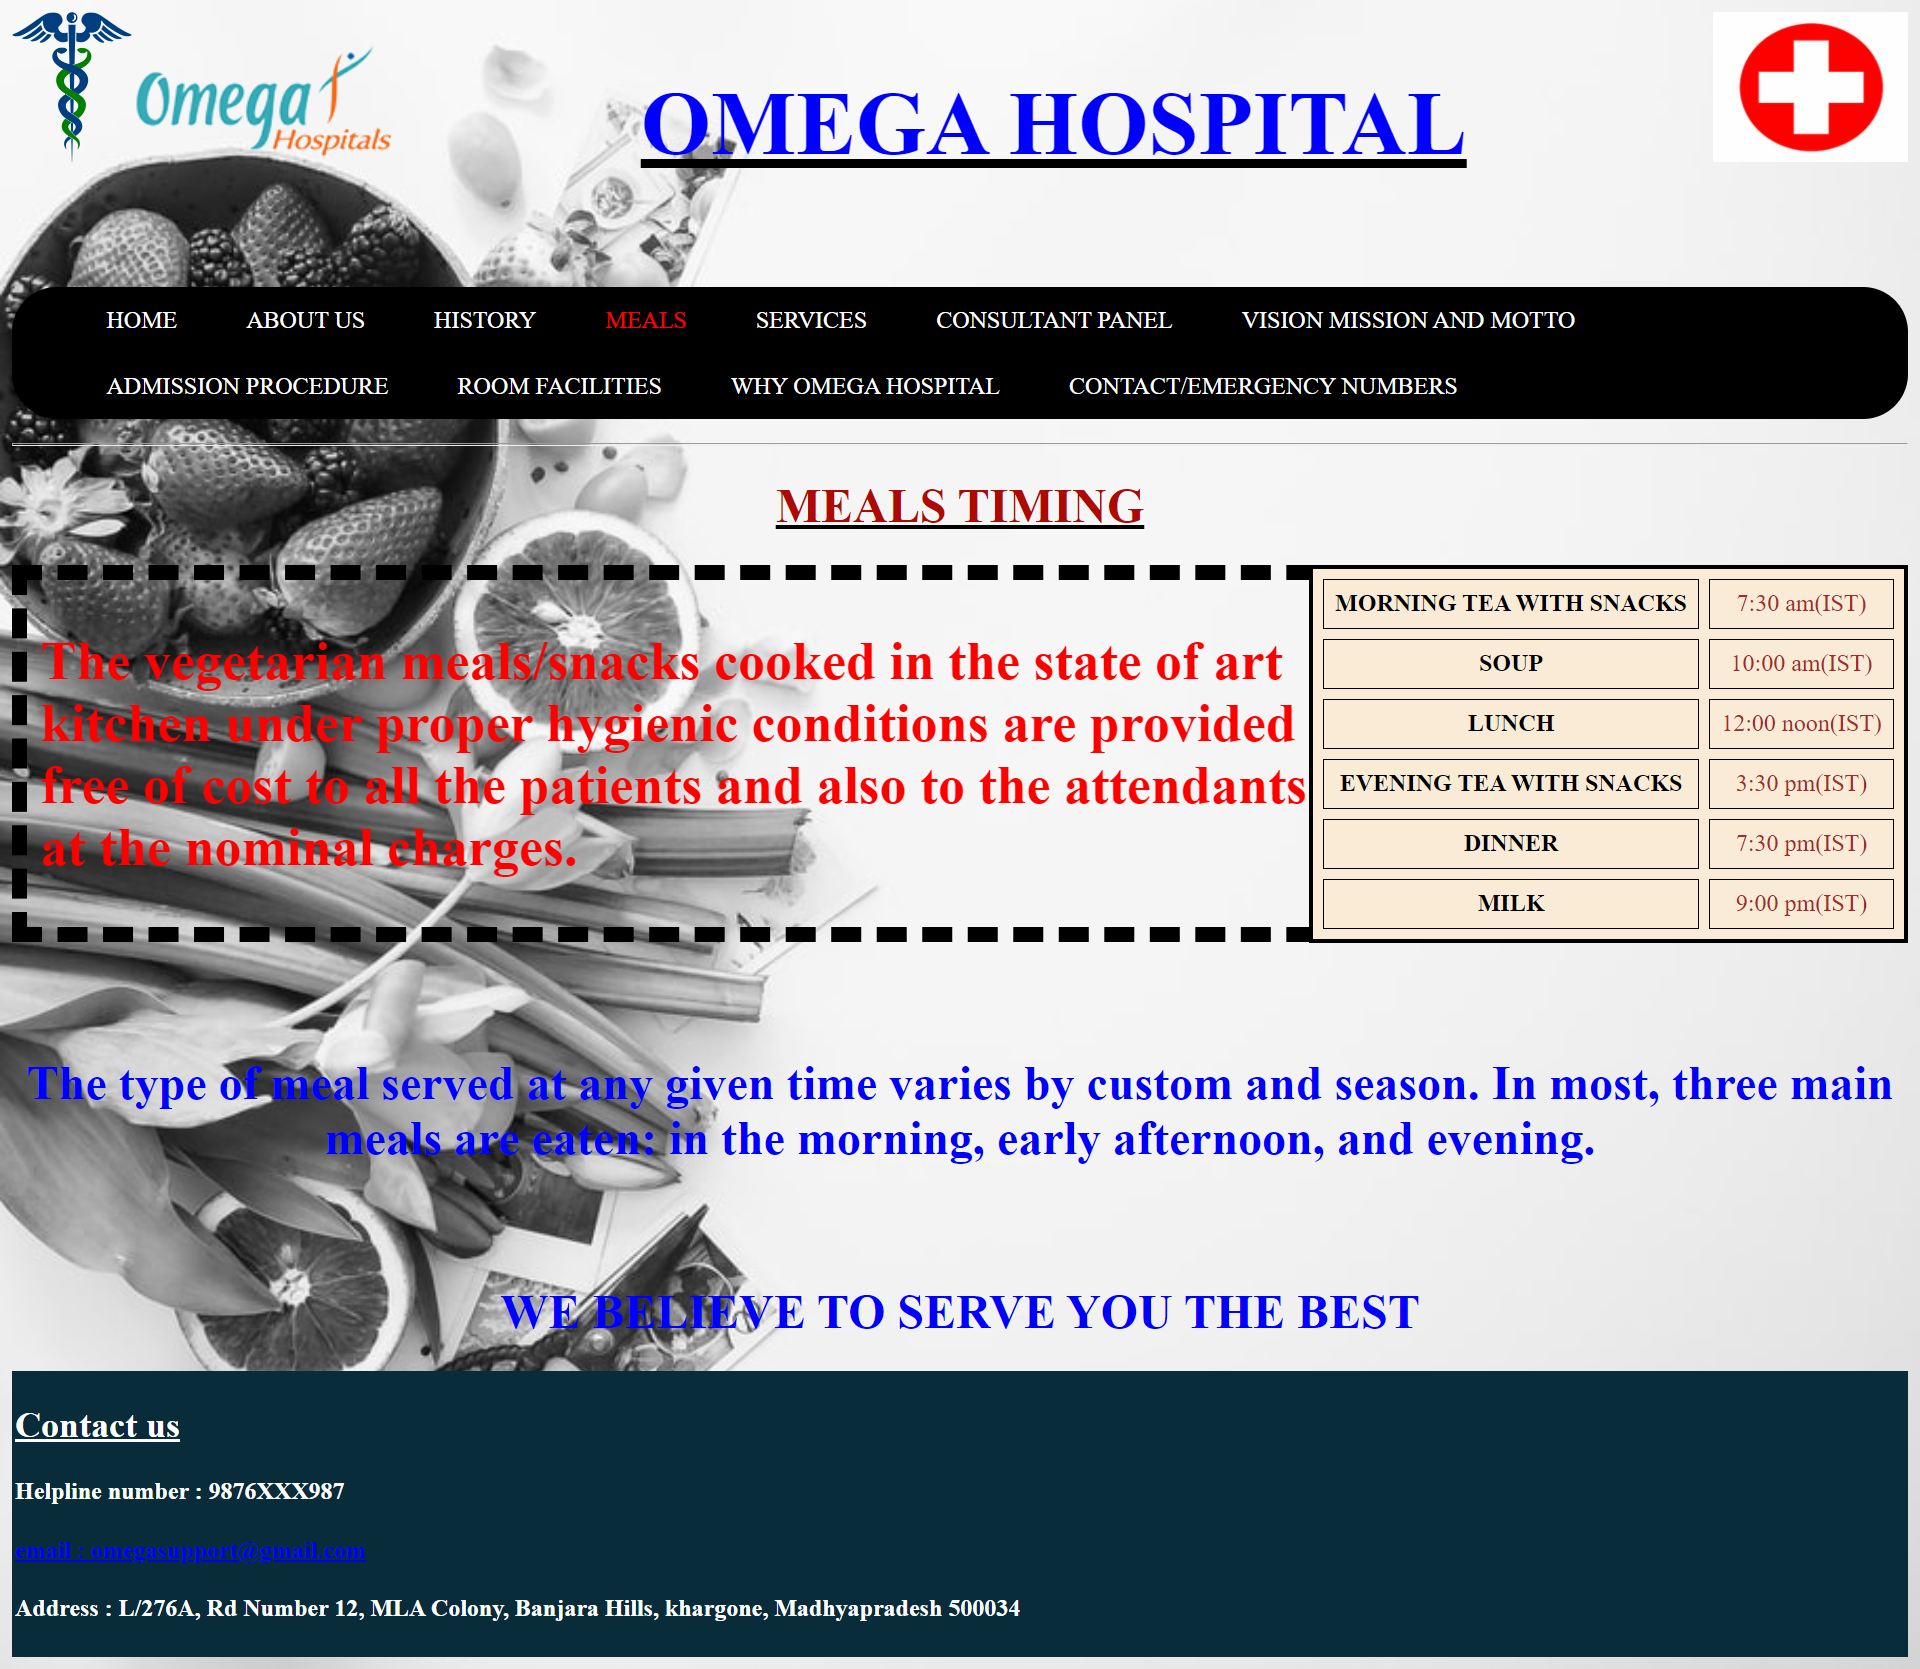 Omega
Hospitals
OMEGA HOSPITAL
HOME ABOUT US HISTORY MEALS SERVICES CONSULTANT PANEL VISION MISSION AND MOTTO
ADMISSION PROCEDURE ROOM FACILITIES WHY OMEGA HOSPITAL CONTACT/EMERGENCY NUMBERS
MEALS TIMING
The vegetarian meals/snacks cooked in the state of art
kitchen under proper hygienic conditions are provided
free of cost to all the patients and also to the attendants
at the nominal charges.
MORNING TEA WITH SNACKS 7:30 am(IST)
SOUP 10:00 am(IST)
LUNCH 12:00 noon(IST)
EVENING TEA WITH SNACKS 3:30 pm(IST)
DINNER 7:30 pm(IST)
MILK 9:00 pm(IST)
The type of meal served at any given time varies by custom and season. In most, three main
meals are eaten: in the morning, early afternoon, and evening.
WE BELIEVE TO SERVE YOU THE BEST
Contact us
Helpline number : 9876XXX987
email : omegasupport@gmail.com
Address : L/276A, Rd Number 12, MLA Colony, Banjara Hills, khargone, Madhyapradesh 500034